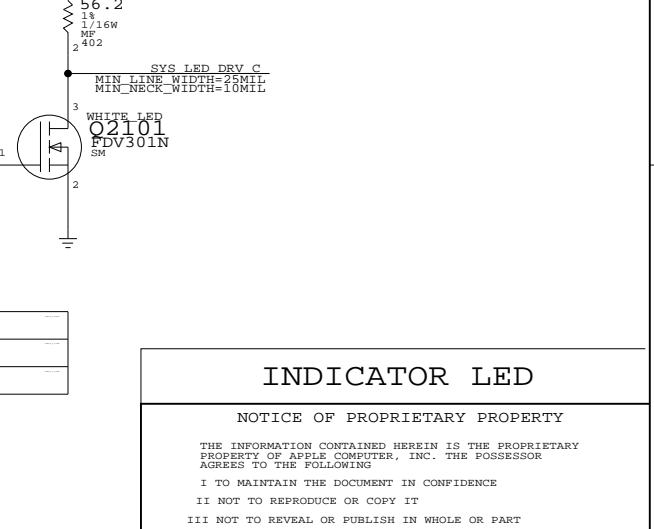 56.2
1%
1/16W
MF
402
2
SYS_LED_DRV_C
MIN_LINE_WIDTH=25MIL
MIN_NECK_WIDTH=10MIL
3
WHITE_LED
Q2101
FDV301N
SM
1
2
INDICATOR LED
NOTICE OF PROPRIETARY PROPERTY
THE INFORMATION CONTAINED HEREIN IS THE PROPRIETARY
PROPERTY OF APPLE COMPUTER, INC. THE POSSESSOR
AGREES TO THE FOLLOWING
I TO MAINTAIN THE DOCUMENT IN CONFIDENCE
II NOT TO REPRODUCE OR COPY IT
III NOT TO REVEAL OR PUBLISH IN WHOLE OR PART